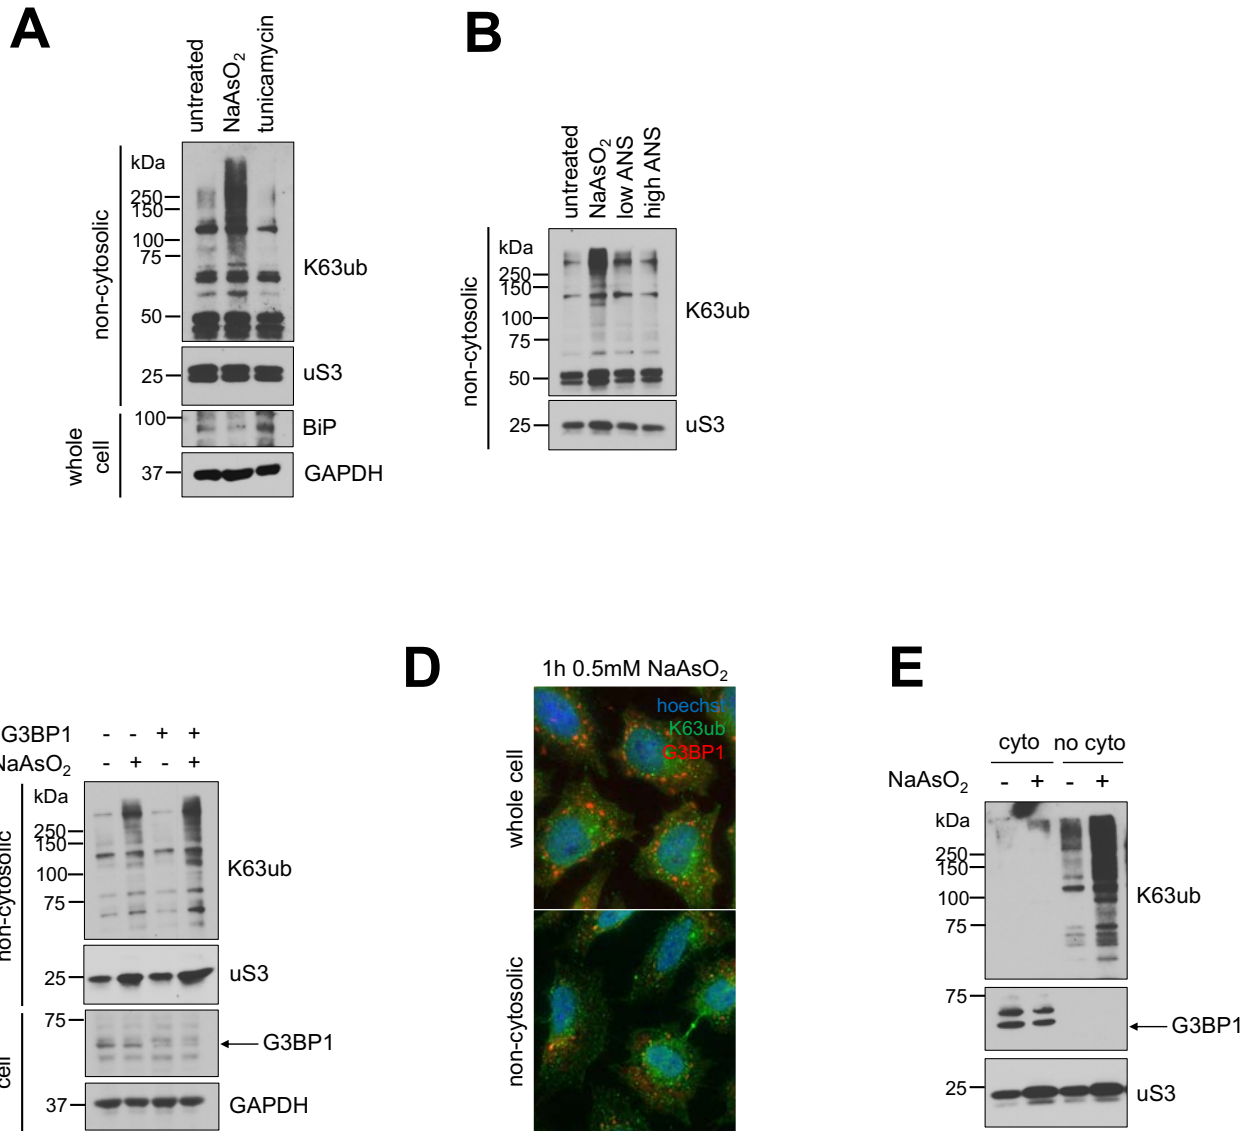 A
untreated
NaAsO2
tunicamycin
kDa
250
150
100
75
50
25
100
37
non-cytosolic
whole
cell
K63ub
uS3
BiP
GAPDH
B
untreated
NaAsO2
low ANS
high ANS
kDa
250
150
100
75
50
25
non-cytosolic
K63ub
uS3
G3BP1 - - + +
NaAsO2 - + - +
kDa
250
150
100
75
25
75
37
non-cytosolic
cell
K63ub
uS3
G3BP1
GAPDH
D
1h 0.5mM NaAsO2
hoechst
K63ub
G3BP1
whole cell
non-cytosolic
E
cyto no cyto
NaAsO2 - + - +
kDa
250
150
100
75
75
25
K63ub
G3BP1
uS3